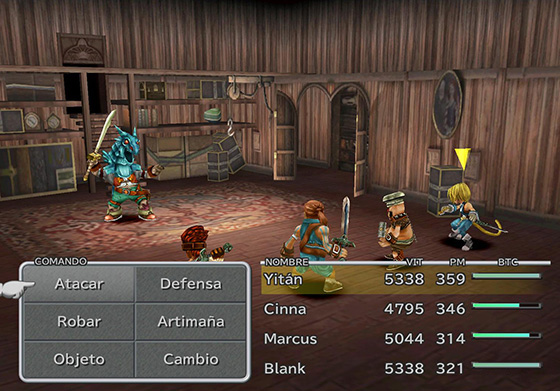 COMANDO
Atacar Defensa
Robar Artimaña
Objeto Cambio
NOMBRE VIT PM BTC
Yitán 5338 359
Cinna 4795 346
Marcus 5044 314
Blank 5338 321